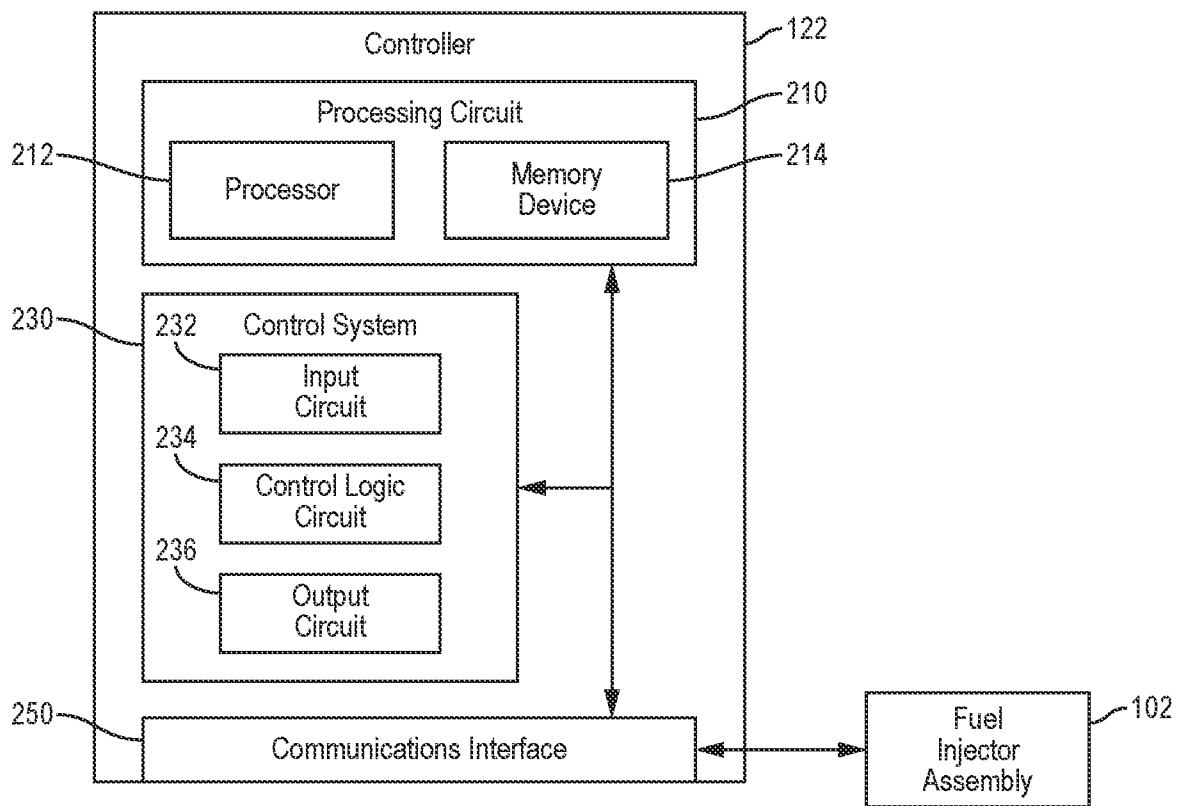 Controller
122
Processing Circuit
210
212
Processor
Memory
Device
214
230
Control System
232
Input
Circuit
234
Control Logic
Circuit
236
Output
Circuit
250
Communications Interface
Fuel
Injector
Assembly
102